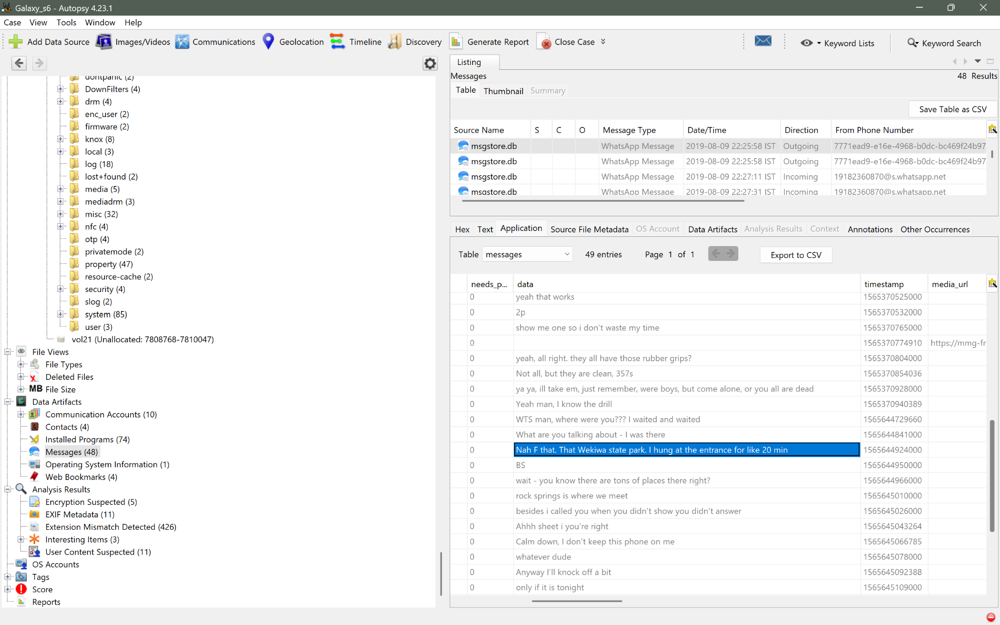 Galaxy_s6 - Autopsy 4.23.1
Case View Tools Window Help
Add Data Source Images/Videos Communications Geolocation Timeline Discovery Generate Report Close Case Keyword Lists Keyword Search
dontpanic (2)
DownFilters (4)
drm (4)
enc_user (2)
firmware (2)
knox (8)
local (3)
log (18)
lost+found (2)
media (5)
mediadrm (3)
misc (32)
nfc (4)
otp (4)
privatemode (2)
property (47)
resource-cache (2)
security (4)
slog (2)
system (85)
user (3)
vol21 (Unallocated: 7808768-7810047)
File Views
File Types
Deleted Files
MB File Size
Data Artifacts
Communication Accounts (10)
Contacts (4)
Installed Programs (74)
Messages (48)
Operating System Information (1)
Web Bookmarks (4)
Analysis Results
Encryption Suspected (5)
EXIF Metadata (11)
Extension Mismatch Detected (426)
Interesting Items (3)
User Content Suspected (11)
OS Accounts
Tags
Score
Reports
Listing
Messages 48 Results
Table Thumbnail Summary
Save Table as CSV
Source Name S C O Message Type Date/Time Direction From Phone Number
msgstore.db WhatsApp Message 2019-08-09 22:25:58 IST Outgoing 7771ead9-e16e-4968-b0dc-bc469f24b97
msgstore.db WhatsApp Message 2019-08-09 22:25:58 IST Outgoing 7771ead9-e16e-4968-b0dc-bc469f24b97
msgstore.db WhatsApp Message 2019-08-09 22:27:11 IST Incoming 19182360870@s.whatsapp.net
msgstore.db WhatsApp Message 2019-08-09 22:27:31 IST Incoming 19182360870@s.whatsapp.net
Hex Text Application Source File Metadata OS Account Data Artifacts Analysis Results Context Annotations Other Occurrences
Table messages 49 entries Page 1 of 1 Export to CSV
needs_p... data timestamp media_url
0 yeah that works 1565370525000
0 2p 1565370532000
0 show me one so i don't waste my time 1565370765000
0 1565370774910 https://mmg-fr
0 yeah, all right. they all have those rubber grips? 1565370804000
0 Not all, but they are clean, 357s 1565370854036
0 ya ya, ill take em, just remember, were boys, but come alone, or you all are dead 1565370928000
0 Yeah man, I know the drill 1565370940389
0 WTS man, where were you??? I waited and waited 1565644729660
0 What are you talking about - I was there 1565644841000
0 Nah F that. That Wekiwa state park. I hung at the entrance for like 20 min 1565644924000
0 BS 1565644950000
0 wait - you know there are tons of places there right? 1565644966000
0 rock springs is where we meet 1565645010000
0 besides i called you when you didn't show you didn't answer 1565645026000
0 Ahhh sheet i you're right 1565645043264
0 Calm down, I don't keep this phone on me 1565645066785
0 whatever dude 1565645078000
0 Anyway I'll knock off a bit 1565645092388
0 only if it is tonight 1565645109000